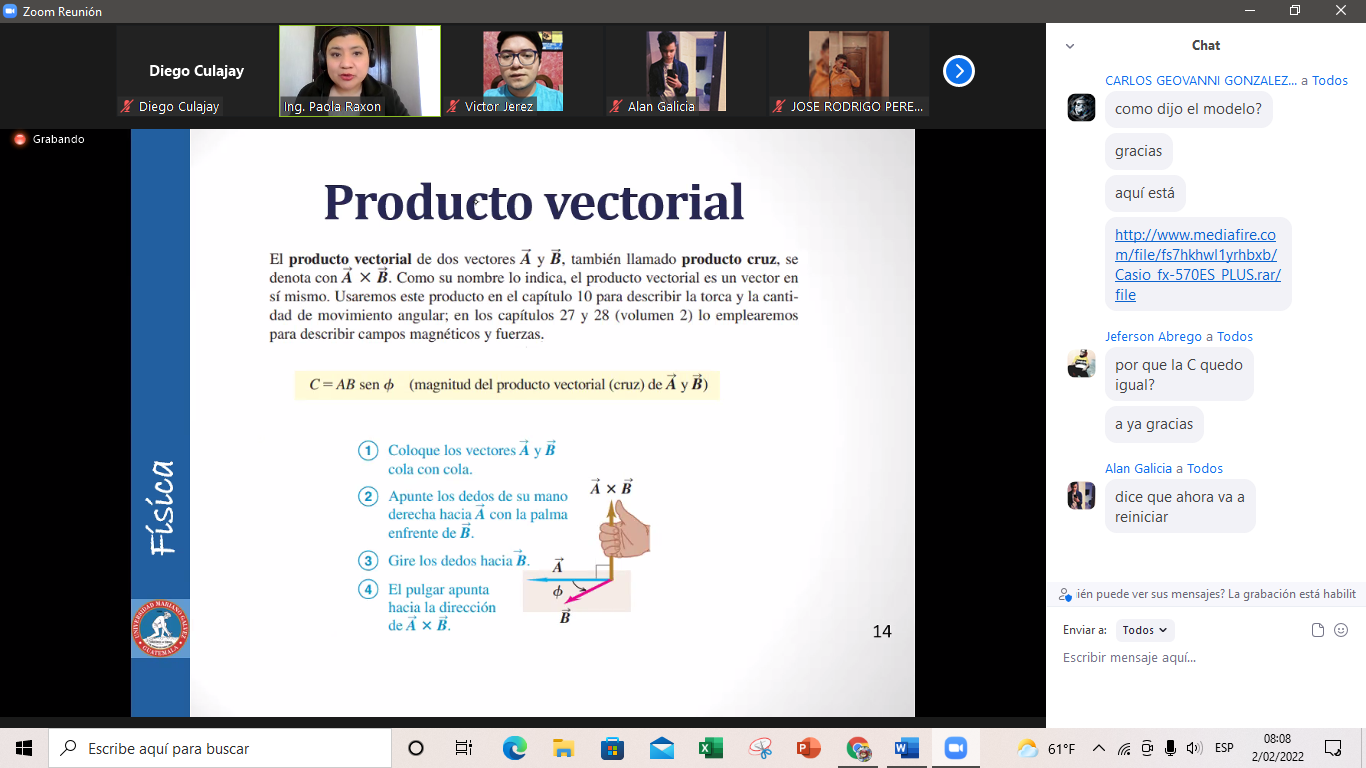 Zoom Reunión
Diego Culajay
Diego Culajay
Ing. Paola Raxon
Victor Jerez
Alan Galicia
JOSE RODRIGO PERE...
Grabando
Producto vectorial
El producto vectorial de dos vectores A⃗ y B⃗, también llamado producto cruz, se
denota con A⃗ × B⃗. Como su nombre lo indica, el producto vectorial es un vector en
sí mismo. Usaremos este producto en el capítulo 10 para describir la torca y la canti-
dad de movimiento angular; en los capítulos 27 y 28 (volumen 2) lo emplearemos
para describir campos magnéticos y fuerzas.
C = AB sen ϕ (magnitud del producto vectorial (cruz) de A⃗ y B⃗)
1 Coloque los vectores A⃗ y B⃗
cola con cola.
2 Apunte los dedos de su mano
derecha hacia A⃗ con la palma
enfrente de B⃗.
3 Gire los dedos hacia B⃗.
4 El pulgar apunta
hacia la dirección
de A⃗ × B⃗.
A⃗ × B⃗
A⃗
ϕ
B⃗
Física
UNIVERSIDAD MARIANO GALVEZ
GUATEMALA
14
Chat
CARLOS GEOVANNI GONZALEZ... a Todos
como dijo el modelo?
gracias
aquí está
http://www.mediafire.co
m/file/fs7hkhwl1yrhbxb/
Casio_fx-570ES_PLUS.rar/
file
Jeferson Abrego a Todos
por que la C quedo
igual?
a ya gracias
Alan Galicia a Todos
dice que ahora va a
reiniciar
ién puede ver sus mensajes? La grabación está habilit
Enviar a: Todos
Escribir mensaje aquí...
Escribe aquí para buscar
61°F
ESP
08:08
2/02/2022